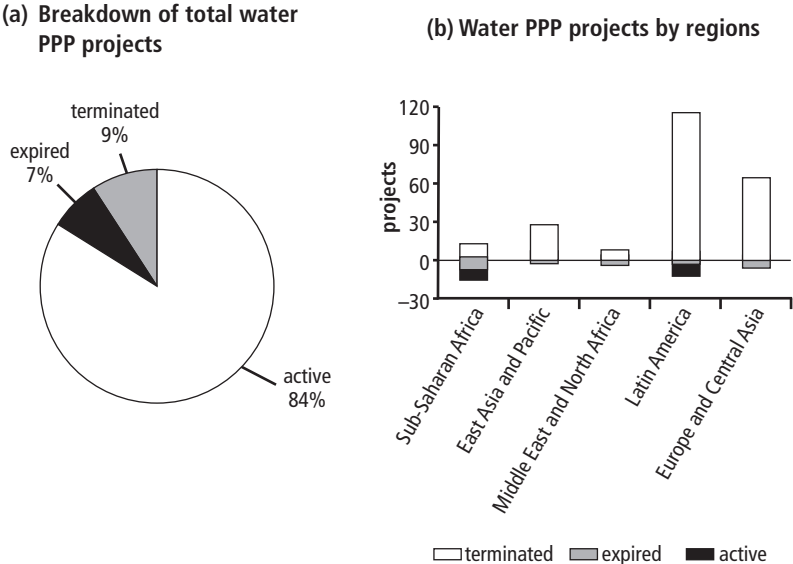 (a) Breakdown of total water
PPP projects
terminated
9%
expired
7%
active
84%
(b) Water PPP projects by regions
projects
120
90
60
30
0
–30
Sub-Saharan Africa
East Asia and Pacific
Middle East and North Africa
Latin America
Europe and Central Asia
terminated expired active